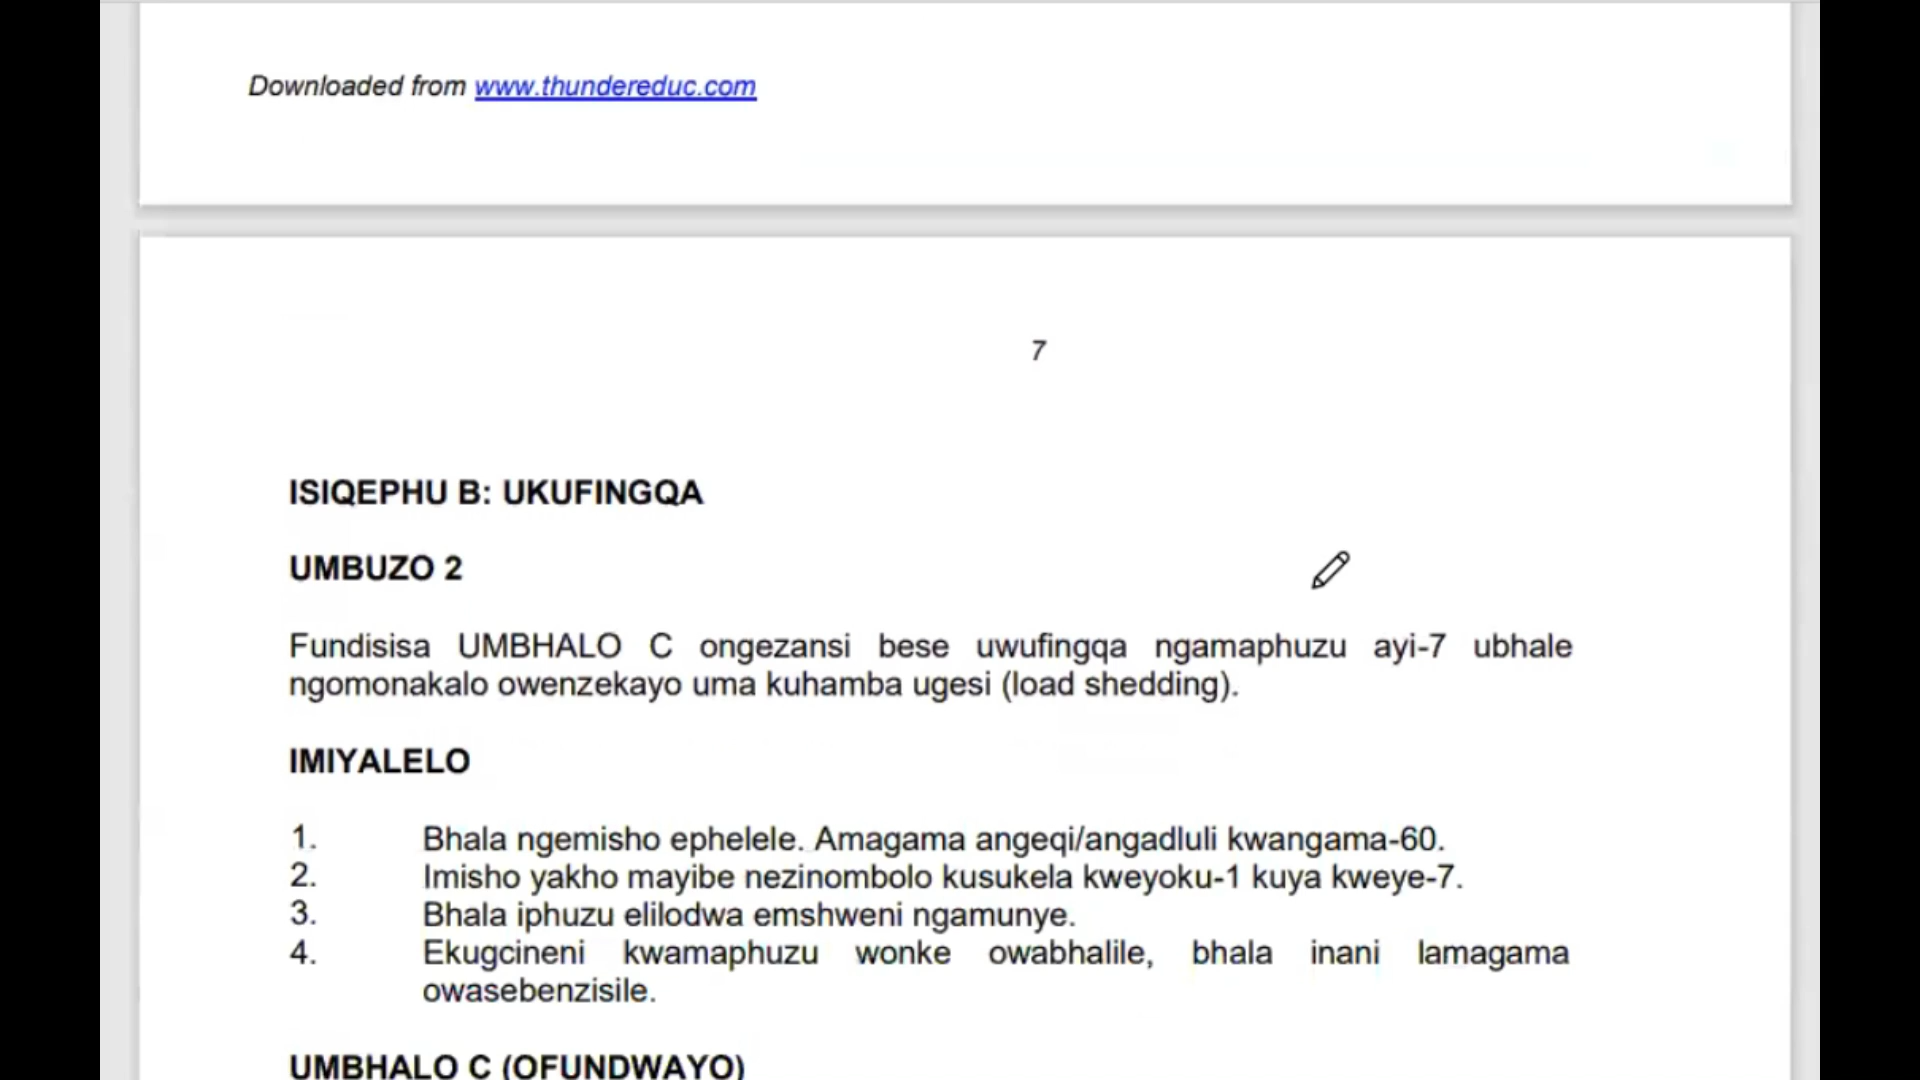 Downloaded from www.thundereduc.com
7
ISIQEPHU B: UKUFINGQA
UMBUZO 2
Fundisisa UMBHALO C ongezansi bese uwufingqa ngamaphuzu ayi-7 ubhale
ngomonakalo owenzekayo uma kuhamba ugesi (load shedding).
IMIYALELO
1. Bhala ngemisho ephelele. Amagama angeqi/angadluli kwangama-60.
2. Imisho yakho mayibe nezinombolo kusukela kweyoku-1 kuya kweye-7.
3. Bhala iphuzu elilodwa emshweni ngamunye.
4. Ekugcineni kwamaphuzu wonke owabhalile, bhala inani lamagama
owasebenzisile.
UMBHALO C (OFUNDWAYO)